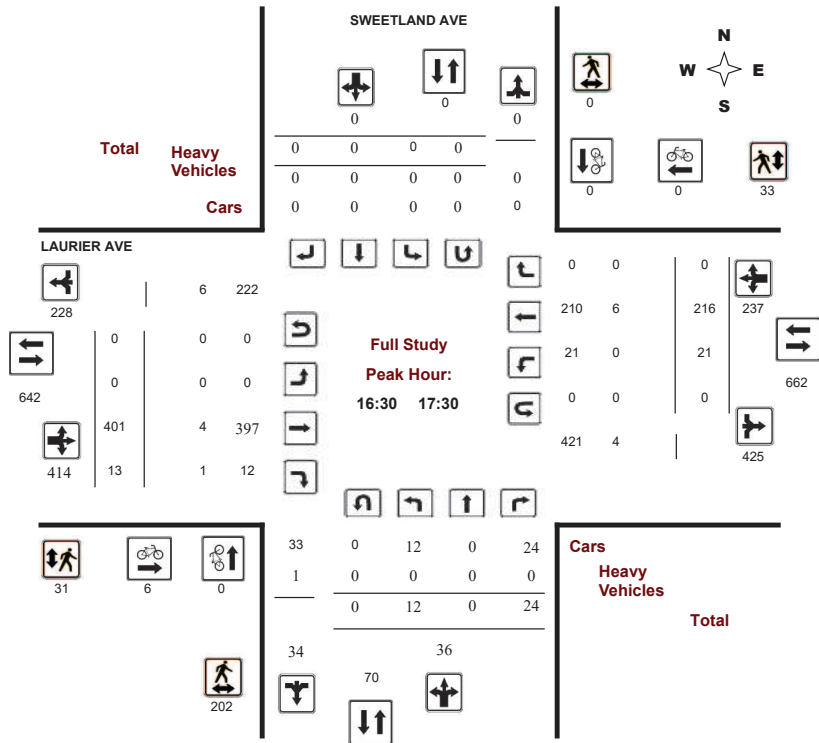 SWEETLAND AVE
N
W E
S
0
0
0 0
0 0 0 0
Total Heavy Vehicles
0 0 0 0 0
Cars 0 0 0 0 0
0 0 33
LAURIER AVE
228 6 222
0 0 0
642
0 0 0
401 4 397
414 13 1 12
Full Study
Peak Hour:
16:30 17:30
0 0 0
210 6 216 237
21 0 21
662
0 0 0
421 4 425
33 0 12 0 24
1 0 0 0 0
0 12 0 24
34 36
70
31 6 0
202
Cars
Heavy
Vehicles
Total